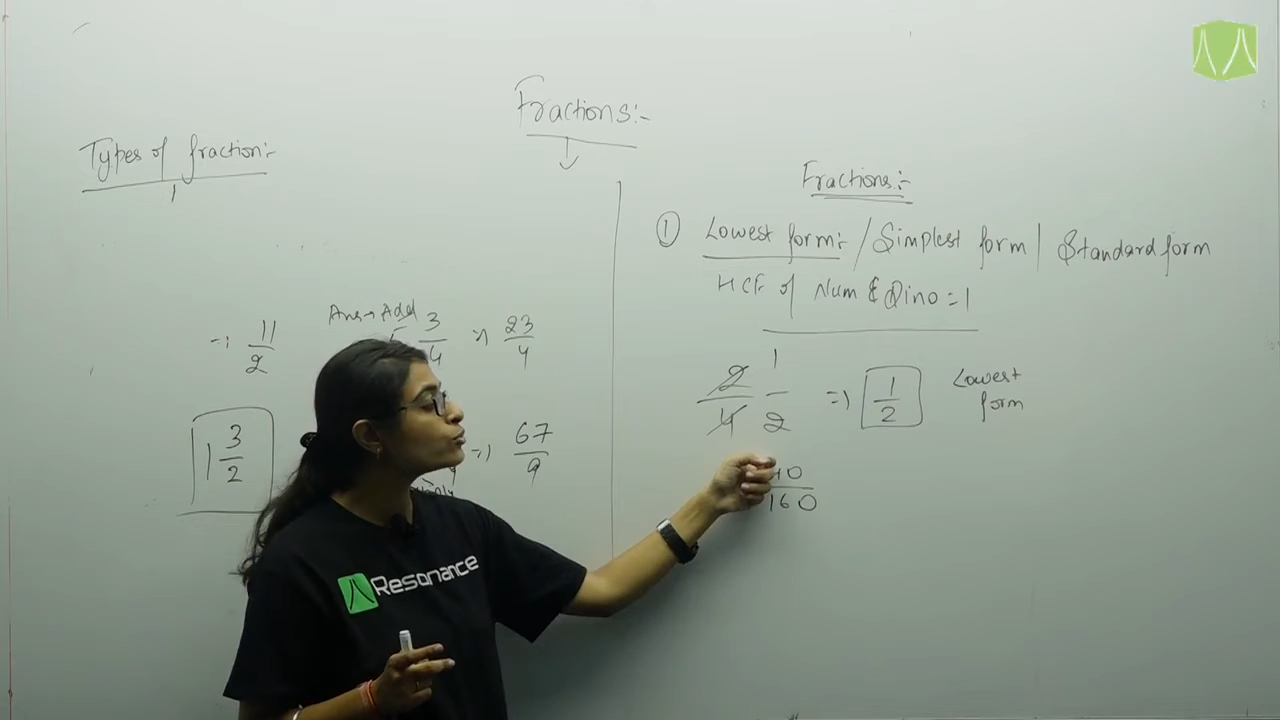 Fractions:-
Types of fraction:-
11/2
Ans → Add
3/4 ⇒ 23/4
1 3/2
⇒ 67/9
Fractions:-
① Lowest form:- / Simplest form | Standard form
HCF of Num & Dino = 1
2/4 1/2 ⇒ 1/2 Lowest form
40/160
Resonance